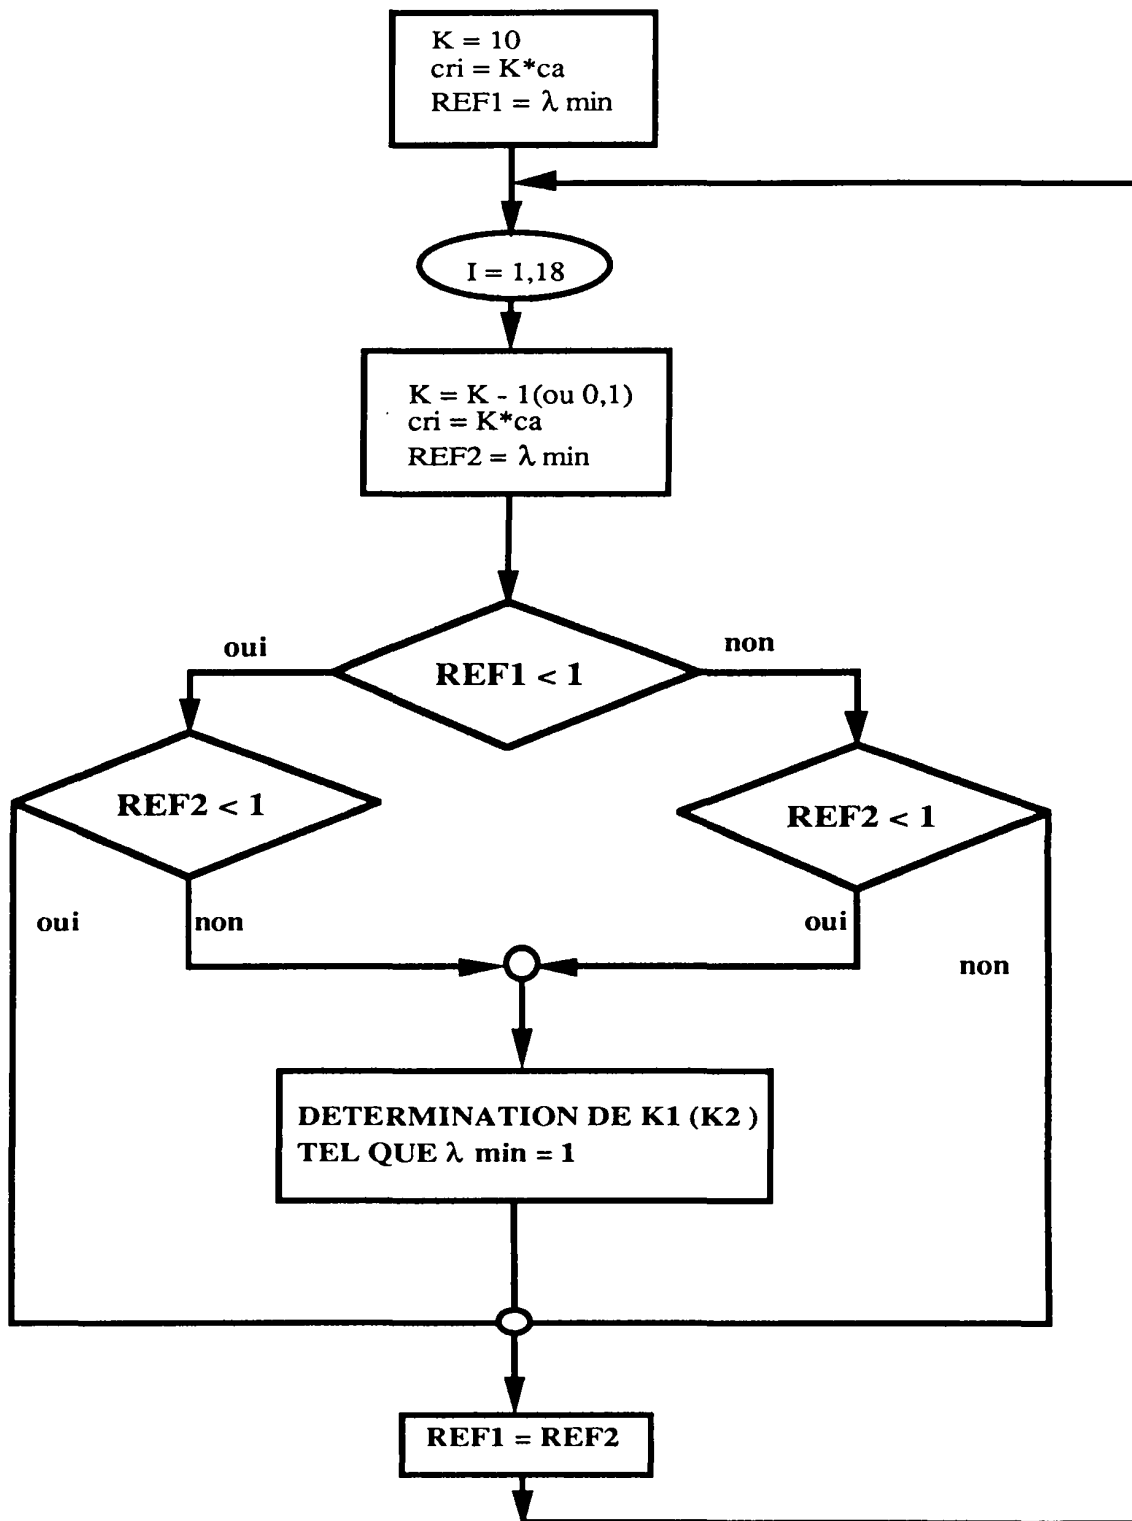 K = 10
cri = K*ca
REF1 = λ min
I = 1,18
K = K - 1(ou 0,1)
cri = K*ca
REF2 = λ min
oui
non
REF1 < 1
REF2 < 1
REF2 < 1
oui
non
oui
non
DETERMINATION DE K1 (K2 )
TEL QUE λ min = 1
REF1 = REF2